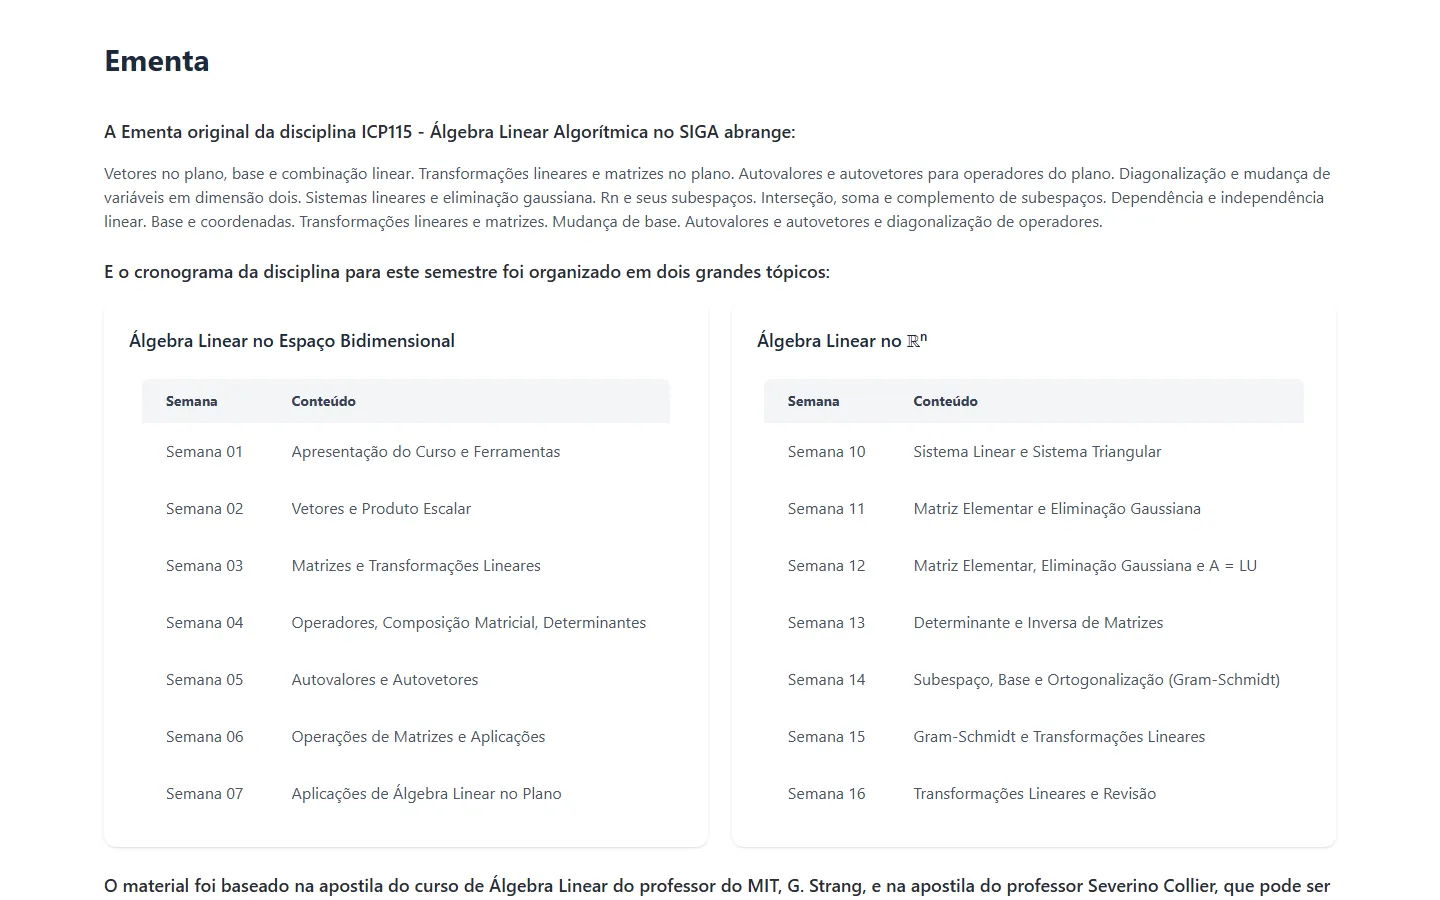 Ementa
A Ementa original da disciplina ICP115 - Álgebra Linear Algorítmica no SIGA abrange:
Vetores no plano, base e combinação linear. Transformações lineares e matrizes no plano. Autovalores e autovetores para operadores do plano. Diagonalização e mudança de
variáveis em dimensão dois. Sistemas lineares e eliminação gaussiana. Rn e seus subespaços. Interseção, soma e complemento de subespaços. Dependência e independência
linear. Base e coordenadas. Transformações lineares e matrizes. Mudança de base. Autovalores e autovetores e diagonalização de operadores.
E o cronograma da disciplina para este semestre foi organizado em dois grandes tópicos:
Álgebra Linear no Espaço Bidimensional
Semana Conteúdo
Semana 01 Apresentação do Curso e Ferramentas
Semana 02 Vetores e Produto Escalar
Semana 03 Matrizes e Transformações Lineares
Semana 04 Operadores, Composição Matricial, Determinantes
Semana 05 Autovalores e Autovetores
Semana 06 Operações de Matrizes e Aplicações
Semana 07 Aplicações de Álgebra Linear no Plano
Álgebra Linear no ℝⁿ
Semana Conteúdo
Semana 10 Sistema Linear e Sistema Triangular
Semana 11 Matriz Elementar e Eliminação Gaussiana
Semana 12 Matriz Elementar, Eliminação Gaussiana e A = LU
Semana 13 Determinante e Inversa de Matrizes
Semana 14 Subespaço, Base e Ortogonalização (Gram-Schmidt)
Semana 15 Gram-Schmidt e Transformações Lineares
Semana 16 Transformações Lineares e Revisão
O material foi baseado na apostila do curso de Álgebra Linear do professor do MIT, G. Strang, e na apostila do professor Severino Collier, que pode ser